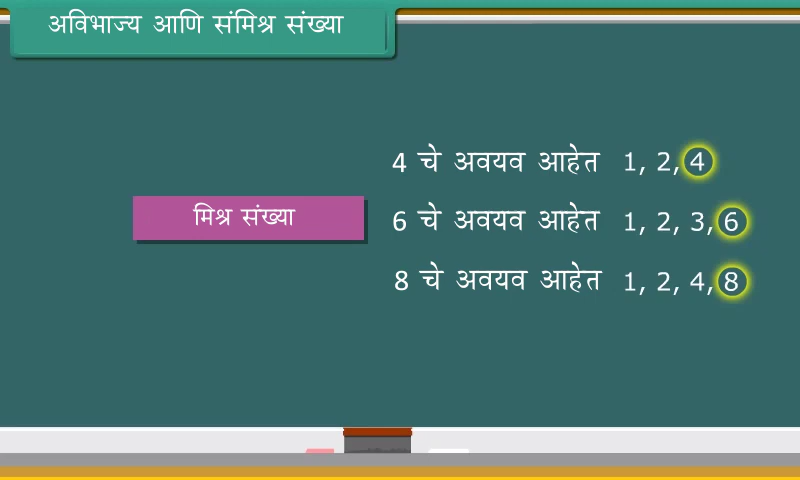 अविभाज्य आणि संमिश्र संख्या
4 चे अवयव आहेत 1, 2, 4
मिश्र संख्या
6 चे अवयव आहेत 1, 2, 3, 6
8 चे अवयव आहेत 1, 2, 4, 8